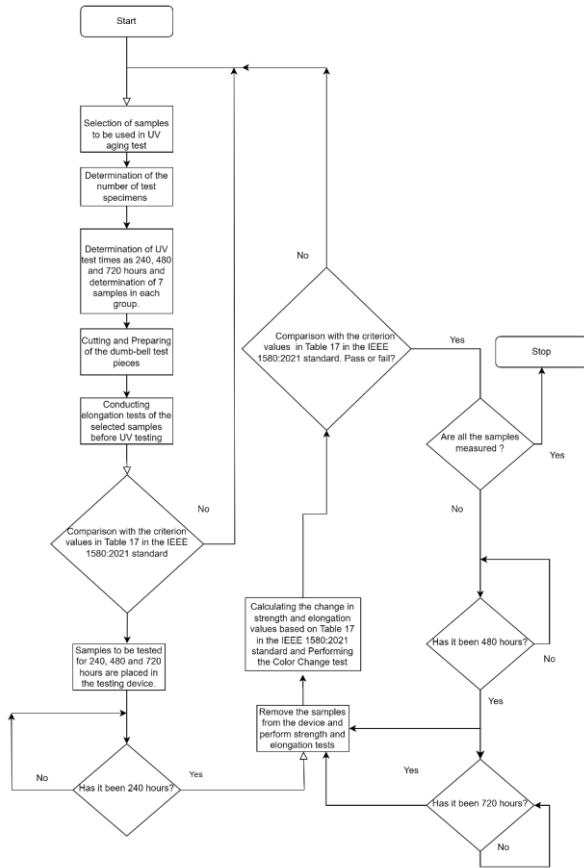 Start
Selection of samples
to be used in UV
aging test
Determination of the
number of test
specimens
Determination of UV
test times as 240, 480
and 720 hours and
determination of 7
samples in each
group.
Cutting and Preparing
of the dumb-bell test
pieces
Conducting
elongation tests of the
selected samples
before UV testing
No
Comparison with the criterion
values in Table 17 in the IEEE
1580:2021 standard
Samples to be tested
for 240, 480 and 720
hours are placed in
the testing device.
No
Has it been 240 hours?
Yes
Remove the samples
from the device and
perform strength and
elongation tests
Calculating the change in
strength and elongation
values based on Table 17
in the IEEE 1580:2021
standard and Performing
the Color Change test
No
Comparison with the criterion
values in Table 17 in the IEEE
1580:2021 standard. Pass or fail?
Yes
Stop
Are all the samples
measured ?
Yes
No
Has it been 480 hours?
No
Yes
Yes
Has it been 720 hours?
No